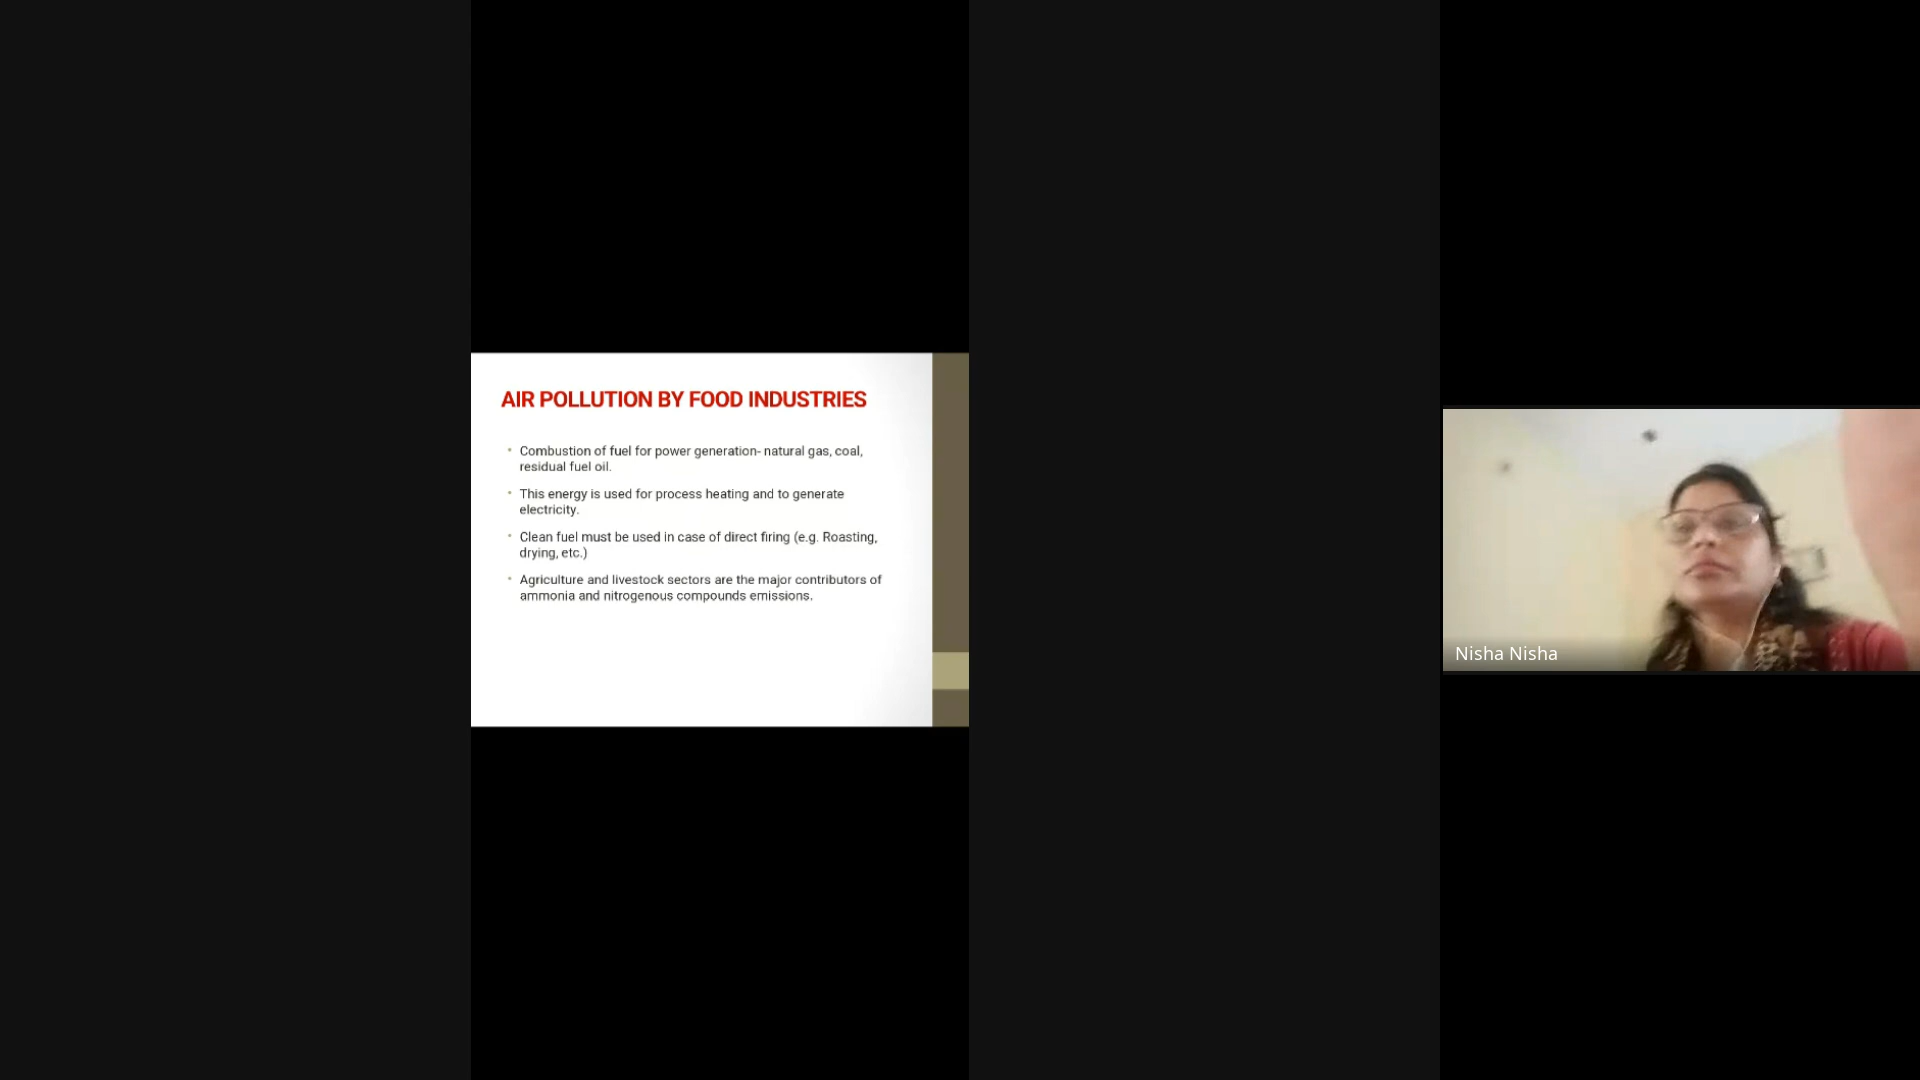 AIR POLLUTION BY FOOD INDUSTRIES
• Combustion of fuel for power generation- natural gas, coal,
residual fuel oil.
• This energy is used for process heating and to generate
electricity.
• Clean fuel must be used in case of direct firing (e.g. Roasting,
drying, etc.)
• Agriculture and livestock sectors are the major contributors of
ammonia and nitrogenous compounds emissions.
Nisha Nisha